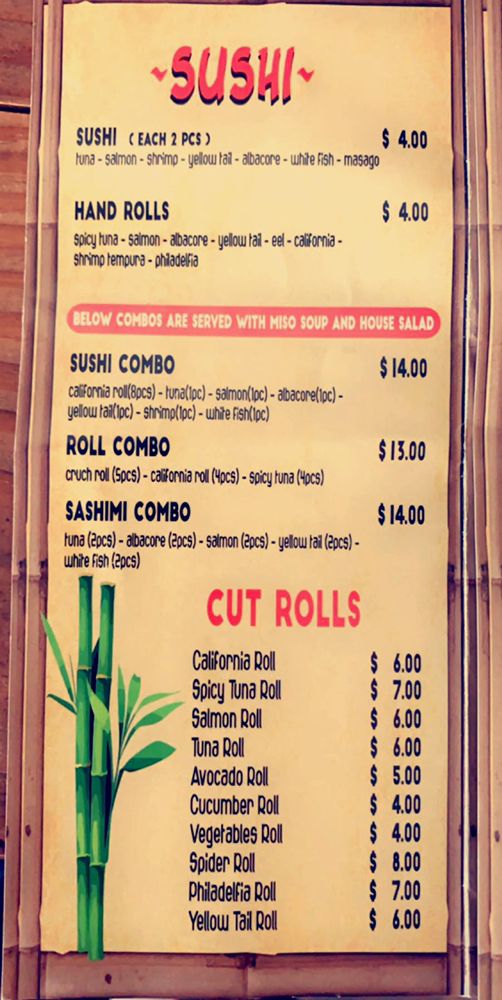 ~SUSHI~
SUSHI ( EACH 2 PCS ) $ 4.00
tuna - salmon - shrimp - yellow tail - albacore - white fish - masago
HAND ROLLS $ 4.00
spicy tuna - salmon - albacore - yellow tail - eel - california -
shrimp tempura - philadelfia
BELOW COMBOS ARE SERVED WITH MISO SOUP AND HOUSE SALAD
SUSHI COMBO $ 14.00
california roll(8pcs) - tuna(1pc) - salmon(1pc) - albacore(1pc) -
yellow tail(1pc) - shrimp(1pc) - white fish(1pc)
ROLL COMBO $ 13.00
cruch roll (5pcs) - california roll (4pcs) - spicy tuna (4pcs)
SASHIMI COMBO $ 14.00
tuna (2pcs) - albacore (2pcs) - salmon (2pcs) - yellow tail (2pcs) -
white fish (2pcs)
CUT ROLLS
California Roll $ 6.00
Spicy Tuna Roll $ 7.00
Salmon Roll $ 6.00
Tuna Roll $ 6.00
Avocado Roll $ 5.00
Cucumber Roll $ 4.00
Vegetables Roll $ 4.00
Spider Roll $ 8.00
Philadelfia Roll $ 7.00
Yellow Tail Roll $ 6.00